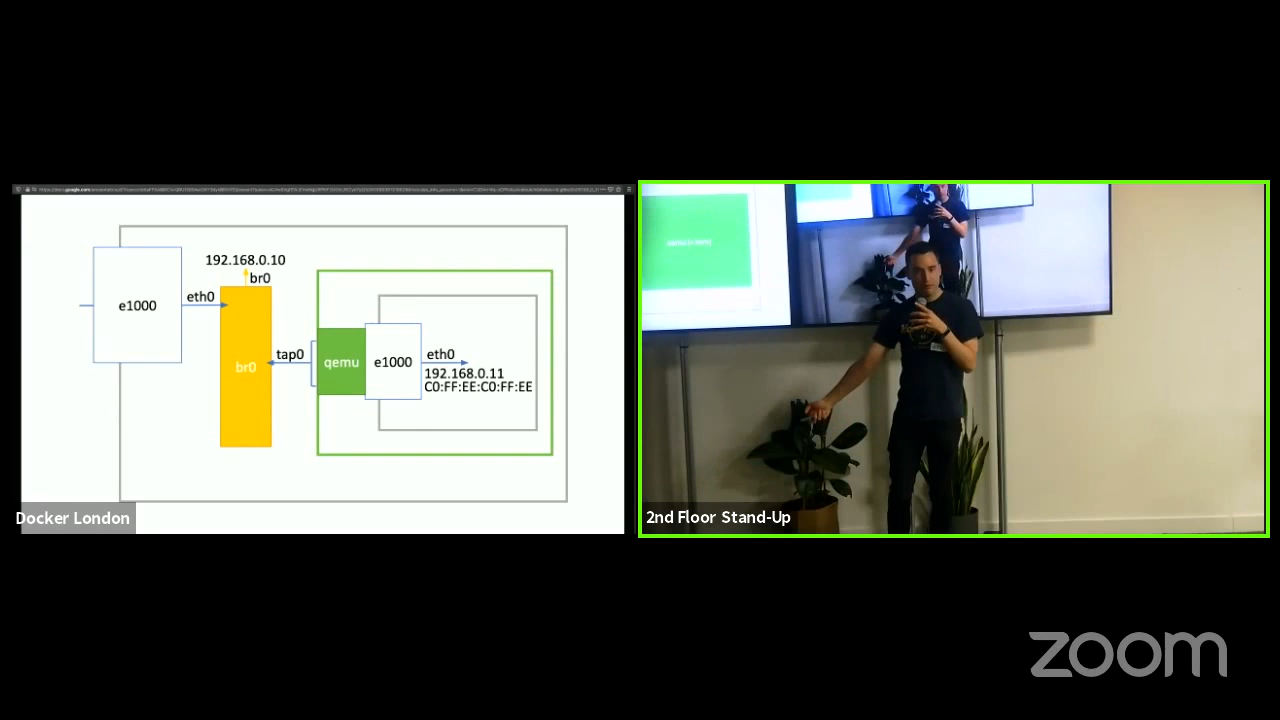 192.168.0.10
br0
e1000
eth0
br0
tap0
qemu
e1000
eth0
192.168.0.11
C0:FF:EE:C0:FF:EE
Docker London
2nd Floor Stand-Up
zoom